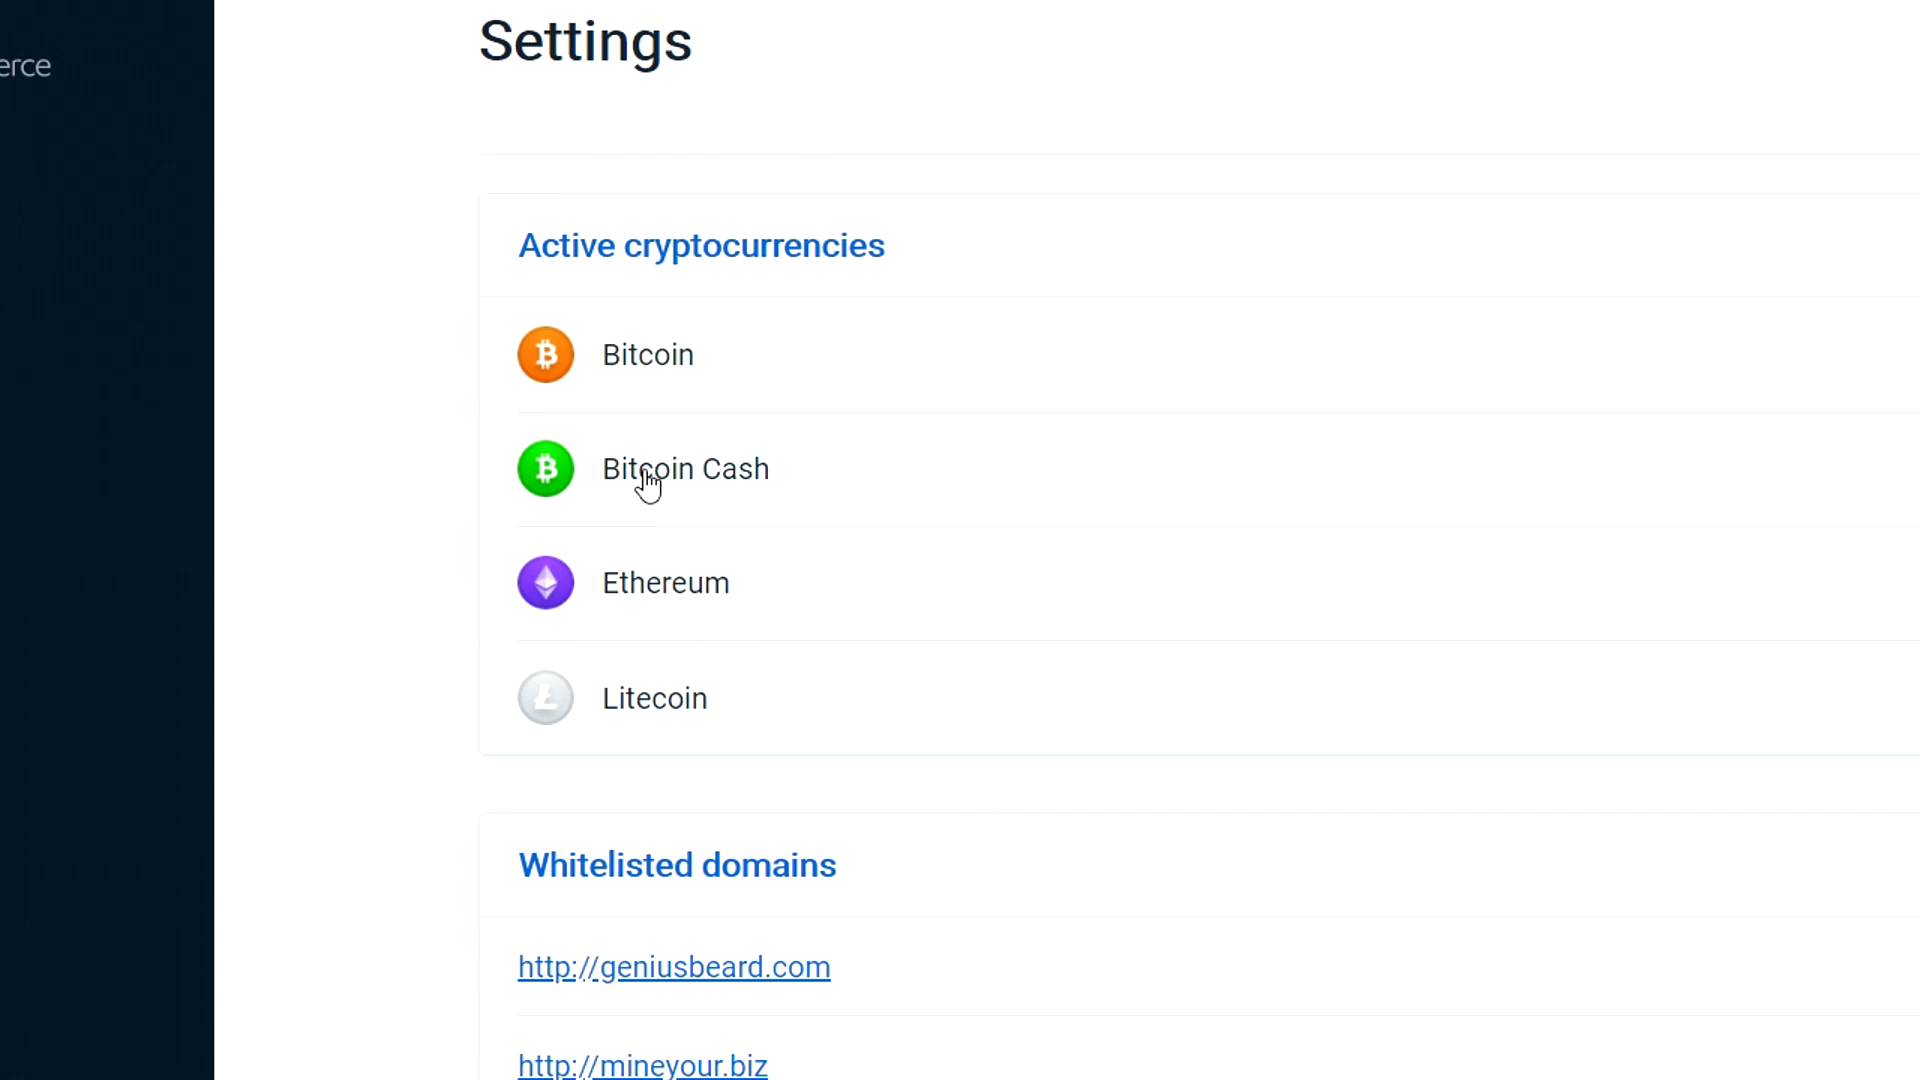 erce
Settings
Active cryptocurrencies
Bitcoin
Bitcoin Cash
Ethereum
Litecoin
Whitelisted domains
http://geniusbeard.com
http://mineyour.biz